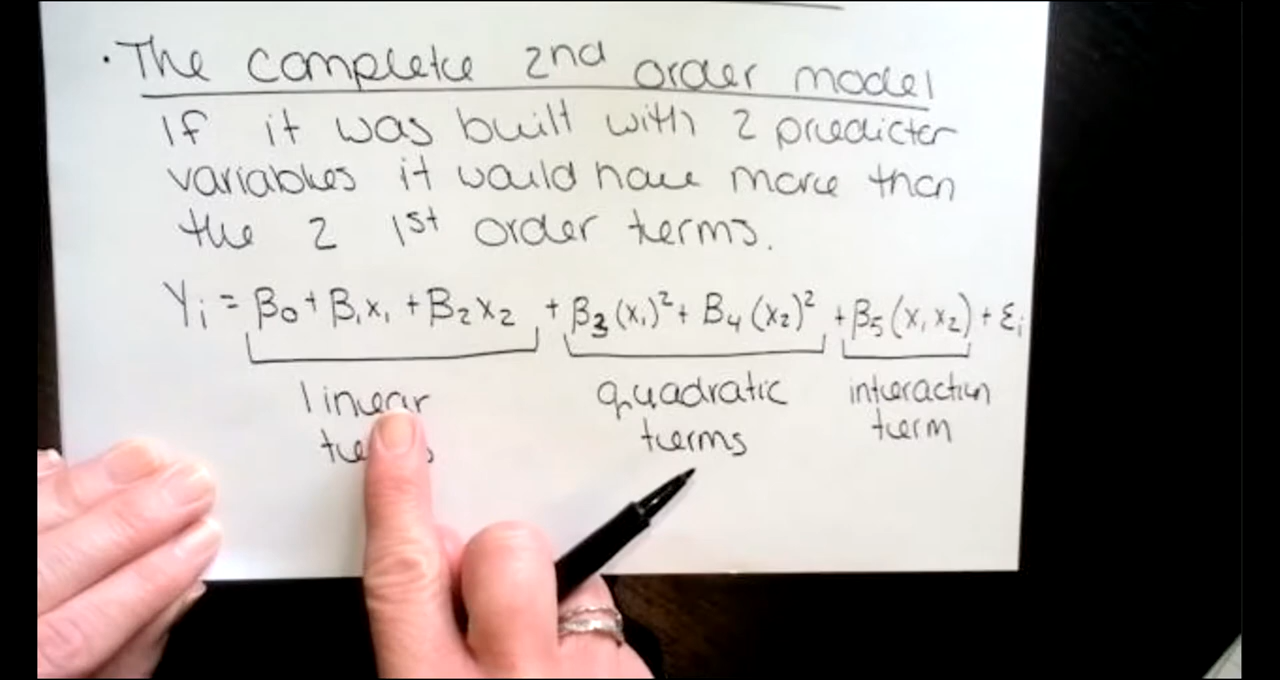 · The complete 2nd order model
If it was built with 2 predicter
variables it would have more than
the 2 1st order terms.
Yi = β0 + β1x1 + β2x2 + β3(x1)² + β4(x2)² + β5(x1x2) + εi
linear quadratic interaction
terms term